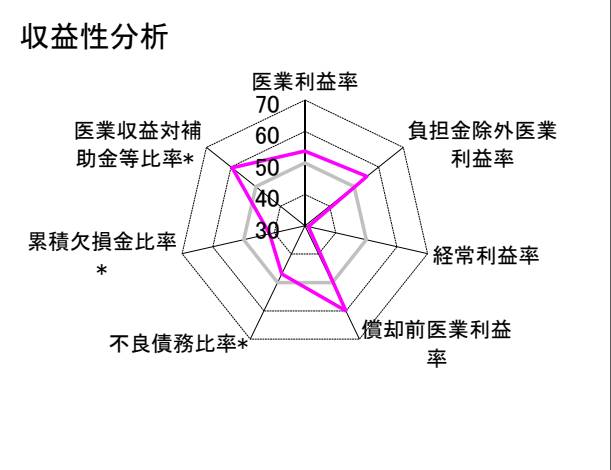 収益性分析
医業利益率
70
60
50
40
30
負担金除外医業
利益率
経常利益率
償却前医業利益
率
不良債務比率*
累積欠損金比率
*
医業収益対補
助金等比率*